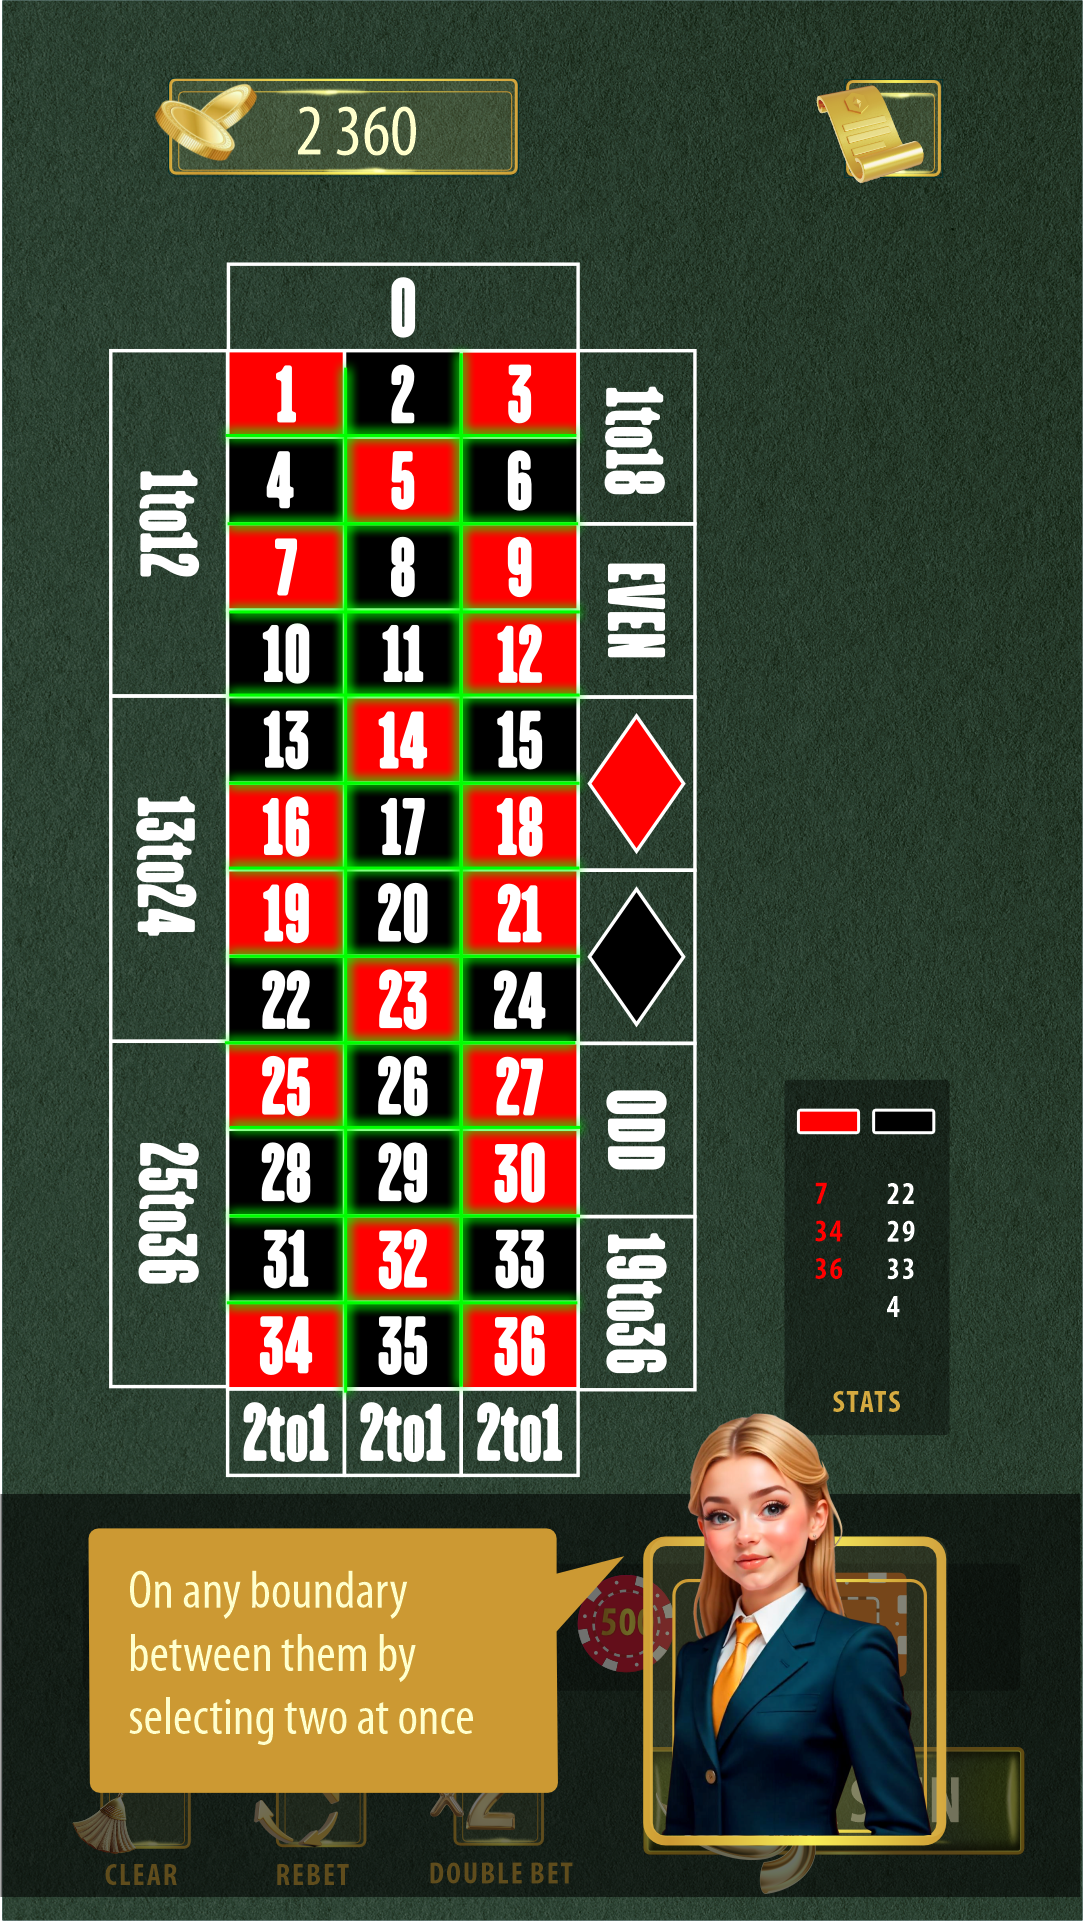 2 360
0
1 2 3
4 5 6
7 8 9
10 11 12
13 14 15
16 17 18
19 20 21
22 23 24
25 26 27
28 29 30
31 32 33
34 35 36
2to1 2to1 2to1
1to12
13to24
25to36
1to18
EVEN
ODD
19to36
7 22
34 29
36 33
4
STATS
On any boundary
between them by
selecting two at once
CLEAR
REBET
DOUBLE BET